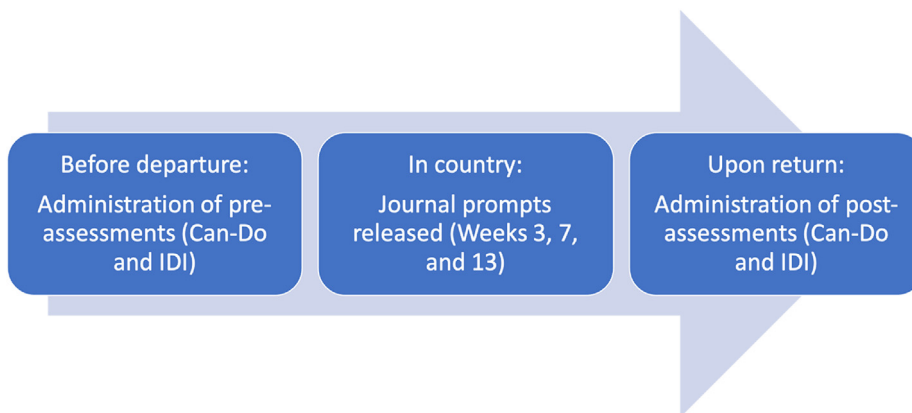 Before departure:
Administration of pre-
assessments (Can-Do
and IDI)
In country:
Journal prompts
released (Weeks 3, 7,
and 13)
Upon return:
Administration of post-
assessments (Can-Do
and IDI)